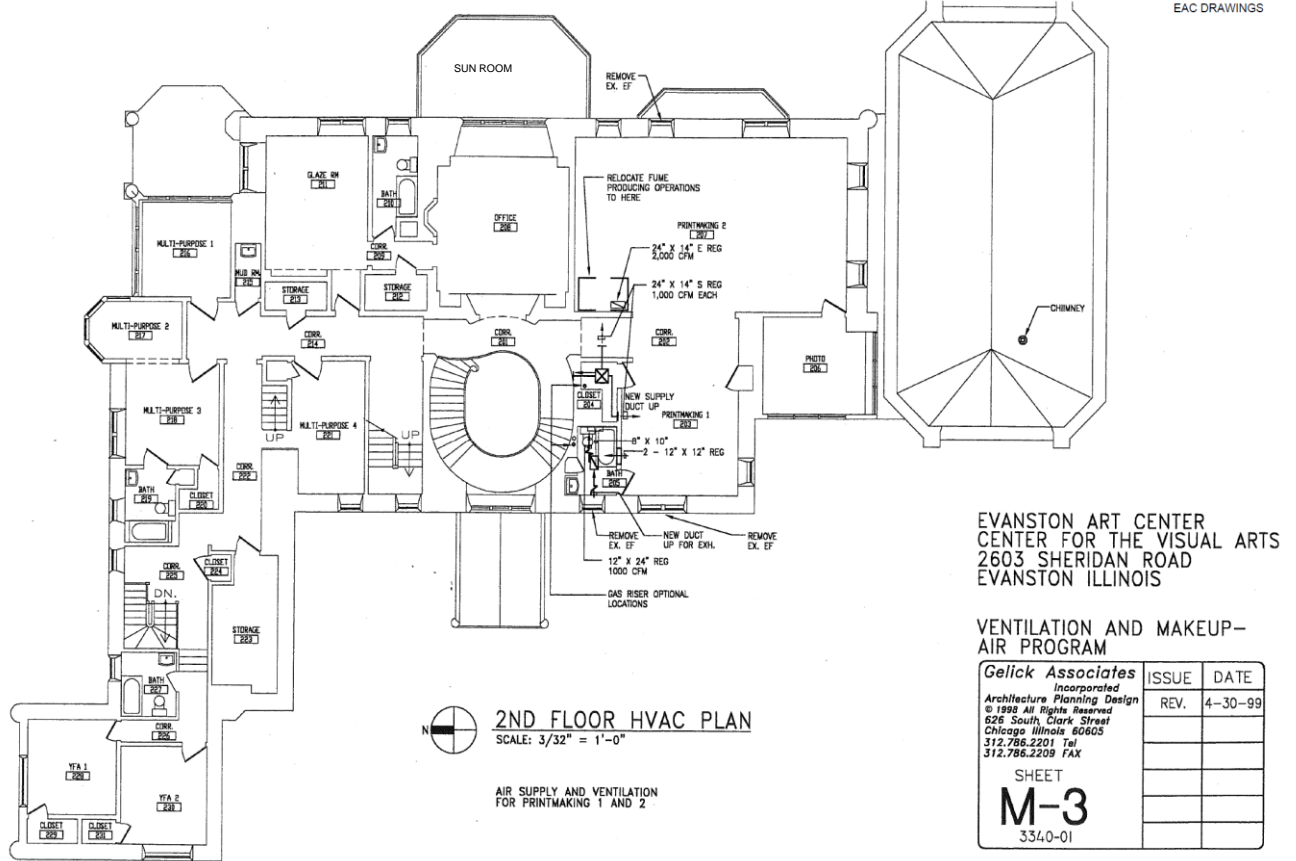 EAC DRAWINGS
SUN ROOM
REMOVE
EX. EF
GLAZE RM
211
BATH
210
RELOCATE FUME
PRODUCING OPERATIONS
TO HERE
OFFICE
208
PRINTMAKING 2
207
MULTI-PURPOSE 1
216
CORR.
209
24" X 14" E REG
2,000 CFM
MUD RM.
215
STORAGE
213
STORAGE
212
24" X 14" S REG
1,000 CFM EACH
CHIMNEY
MULTI-PURPOSE 2
217
CORR.
214
CORR.
201
CORR.
202
PHOTO
206
CLOSET
204
NEW SUPPLY
DUCT UP
MULTI-PURPOSE 3
218
MULTI-PURPOSE 4
221
UP
UP
PRINTMAKING 1
203
8" X 10"
2 - 12" X 12" REG
BATH
205
CORR.
222
BATH
219
CLOSET
220
REMOVE
EX. EF
NEW DUCT
UP FOR EXH.
REMOVE
EX. EF
12" X 24" REG
1000 CFM
GAS RISER OPTIONAL
LOCATIONS
CORR.
225
CLOSET
224
DN.
STORAGE
223
BATH
227
CORR.
226
YFA 1
228
YFA 2
230
CLOSET
229
CLOSET
231
N
2ND FLOOR HVAC PLAN
SCALE: 3/32" = 1'-0"
AIR SUPPLY AND VENTILATION
FOR PRINTMAKING 1 AND 2
EVANSTON ART CENTER
CENTER FOR THE VISUAL ARTS
2603 SHERIDAN ROAD
EVANSTON ILLINOIS
VENTILATION AND MAKEUP-
AIR PROGRAM
Gelick Associates
Incorporated
Architecture Planning Design
© 1998 All Rights Reserved
626 South Clark Street
Chicago Illinois 60605
312.786.2201 Tel
312.786.2209 FAX
SHEET
M-3
3340-01
ISSUE DATE
REV. 4-30-99